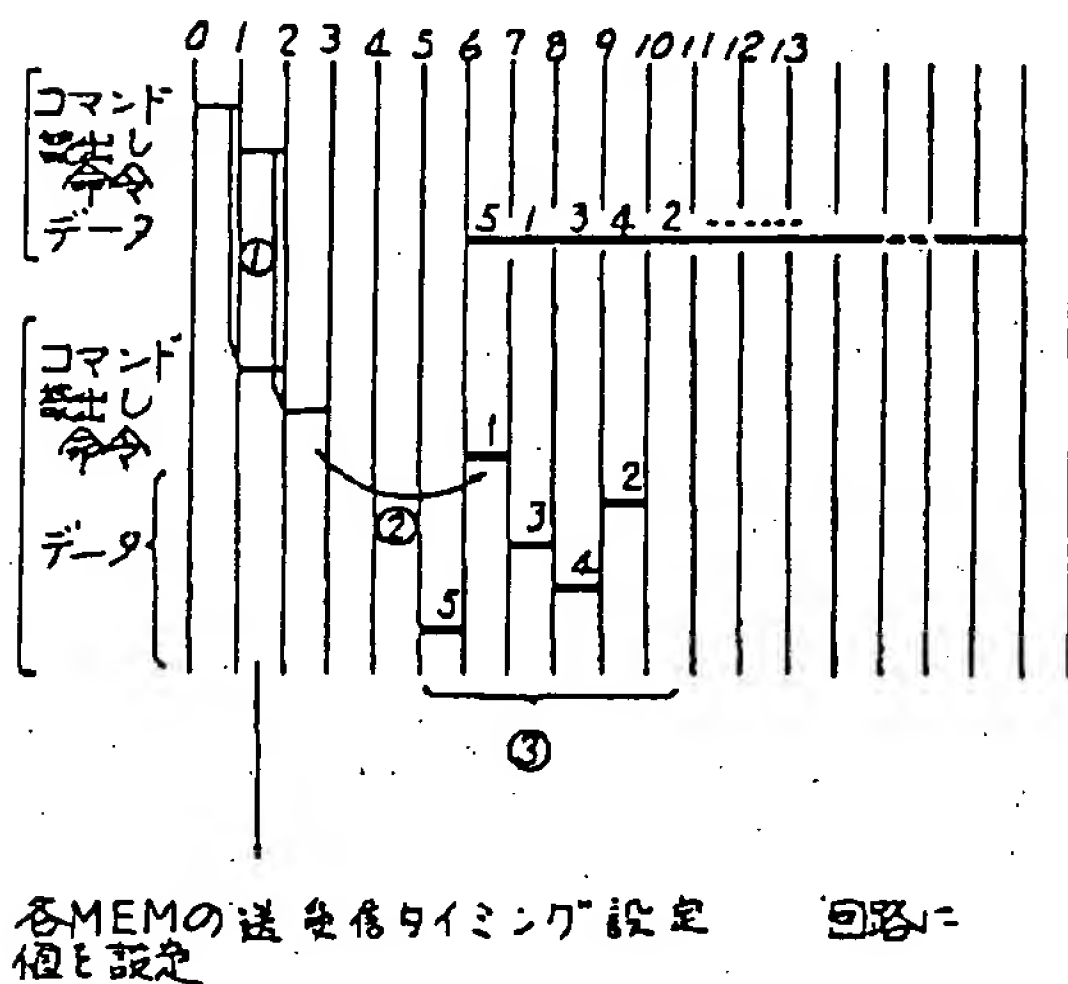 0 1 2 3 4 5 6 7 8 9 10 11 12 13
コマンド
読出し
命令
データ
5 1 3 4 2 ------
①
コマンド
読出し
命令
1
2
②
3
データ
4
5
③
各MEMの送受信タイミング設定 回路に
値を設定